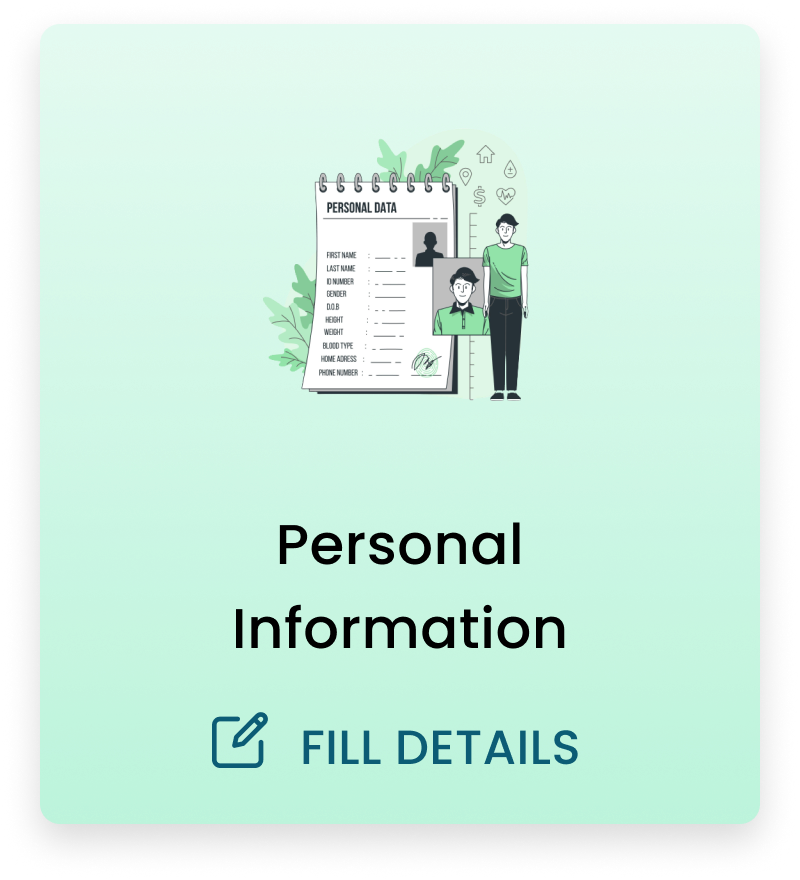 PERSONAL DATA
FIRST NAME :
LAST NAME :
ID NUMBER :
GENDER :
D.O.B :
HEIGHT :
WEIGHT :
BLOOD TYPE :
HOME ADRESS :
PHONE NUMBER :
$
Personal
Information
FILL DETAILS